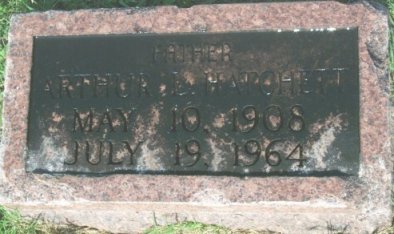 FATHER
ARTHUR L. HATCHETT
MAY 10, 1908
JULY 19, 1964